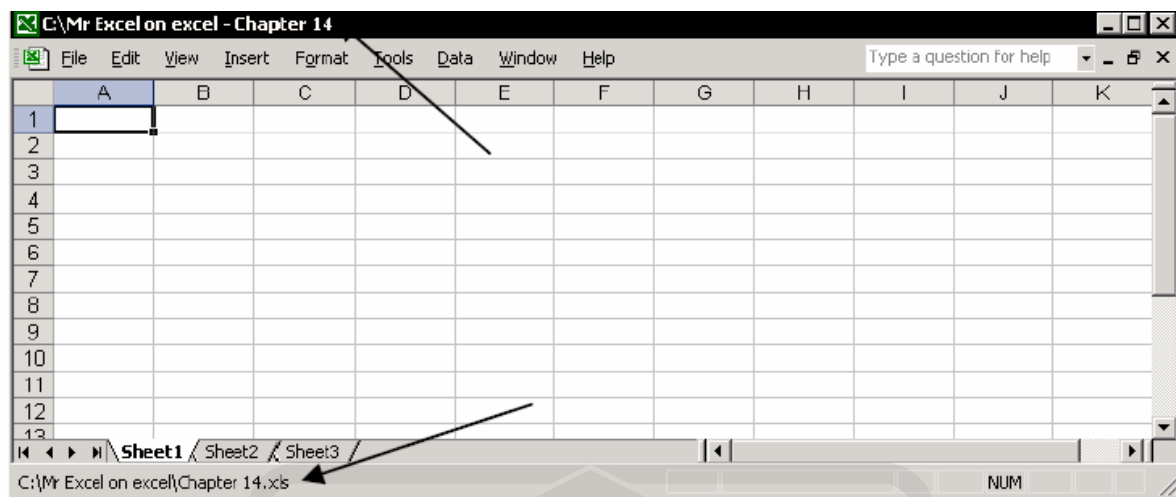 C:\Mr Excel on excel - Chapter 14
File Edit View Insert Format Tools Data Window Help Type a question for help
A B C D E F G H I J K
1
2
3
4
5
6
7
8
9
10
11
12
13
Sheet1 Sheet2 Sheet3
C:\Mr Excel on excel\Chapter 14.xls NUM